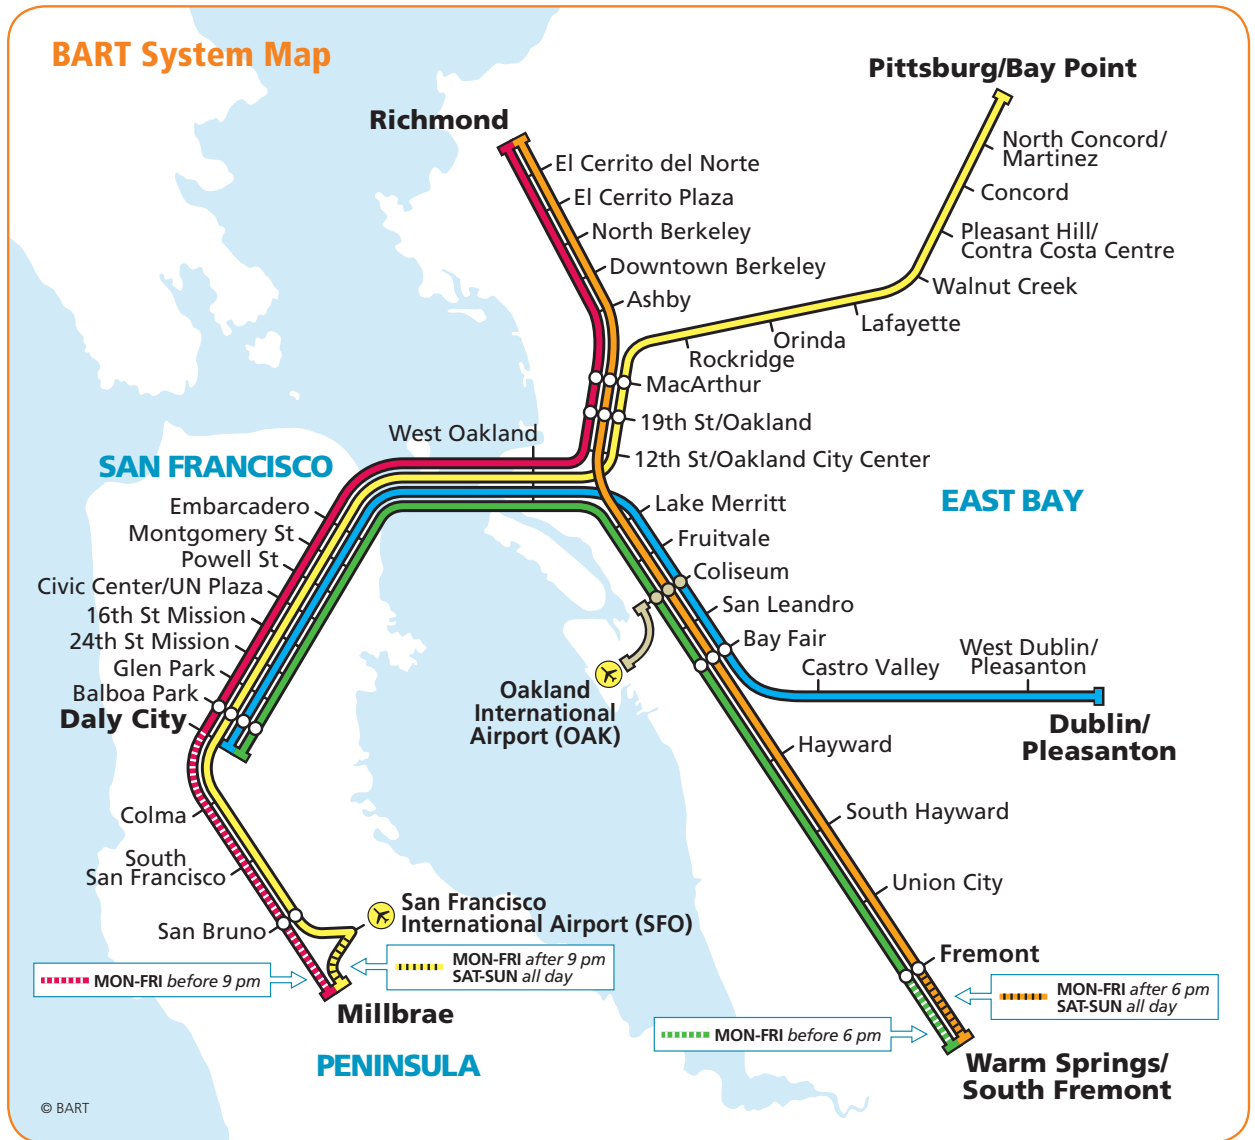 BART System Map
Pittsburg/Bay Point
Richmond
North Concord/
Martinez
El Cerrito del Norte
Concord
El Cerrito Plaza
Pleasant Hill/
Contra Costa Centre
North Berkeley
Downtown Berkeley
Walnut Creek
Ashby
Lafayette
Orinda
Rockridge
MacArthur
19th St/Oakland
West Oakland
12th St/Oakland City Center
SAN FRANCISCO
EAST BAY
Embarcadero
Lake Merritt
Montgomery St
Fruitvale
Powell St
Coliseum
Civic Center/UN Plaza
San Leandro
16th St Mission
Bay Fair
24th St Mission
West Dublin/
Pleasanton
Glen Park
Castro Valley
Balboa Park
Oakland
International
Airport (OAK)
Daly City
Dublin/
Pleasanton
Hayward
Colma
South Hayward
South
San Francisco
Union City
San Francisco
International Airport (SFO)
San Bruno
Fremont
MON-FRI before 9 pm
MON-FRI after 9 pm
SAT-SUN all day
MON-FRI after 6 pm
SAT-SUN all day
Millbrae
MON-FRI before 6 pm
PENINSULA
Warm Springs/
South Fremont
© BART